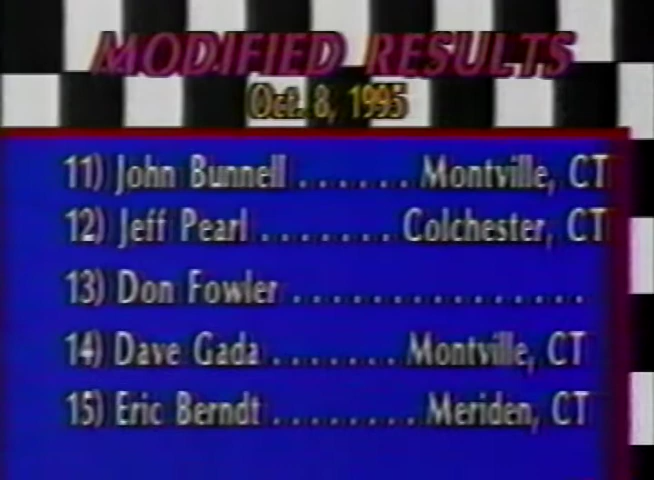 MODIFIED RESULTS
Oct. 8, 1995
11) John Bunnell . . . . . . Montville, CT
12) Jeff Pearl . . . . . . . Colchester, CT
13) Don Fowler . . . . . . . . . . . . . . .
14) Dave Gada . . . . . . . Montville, CT
15) Eric Berndt . . . . . . . . Meriden, CT